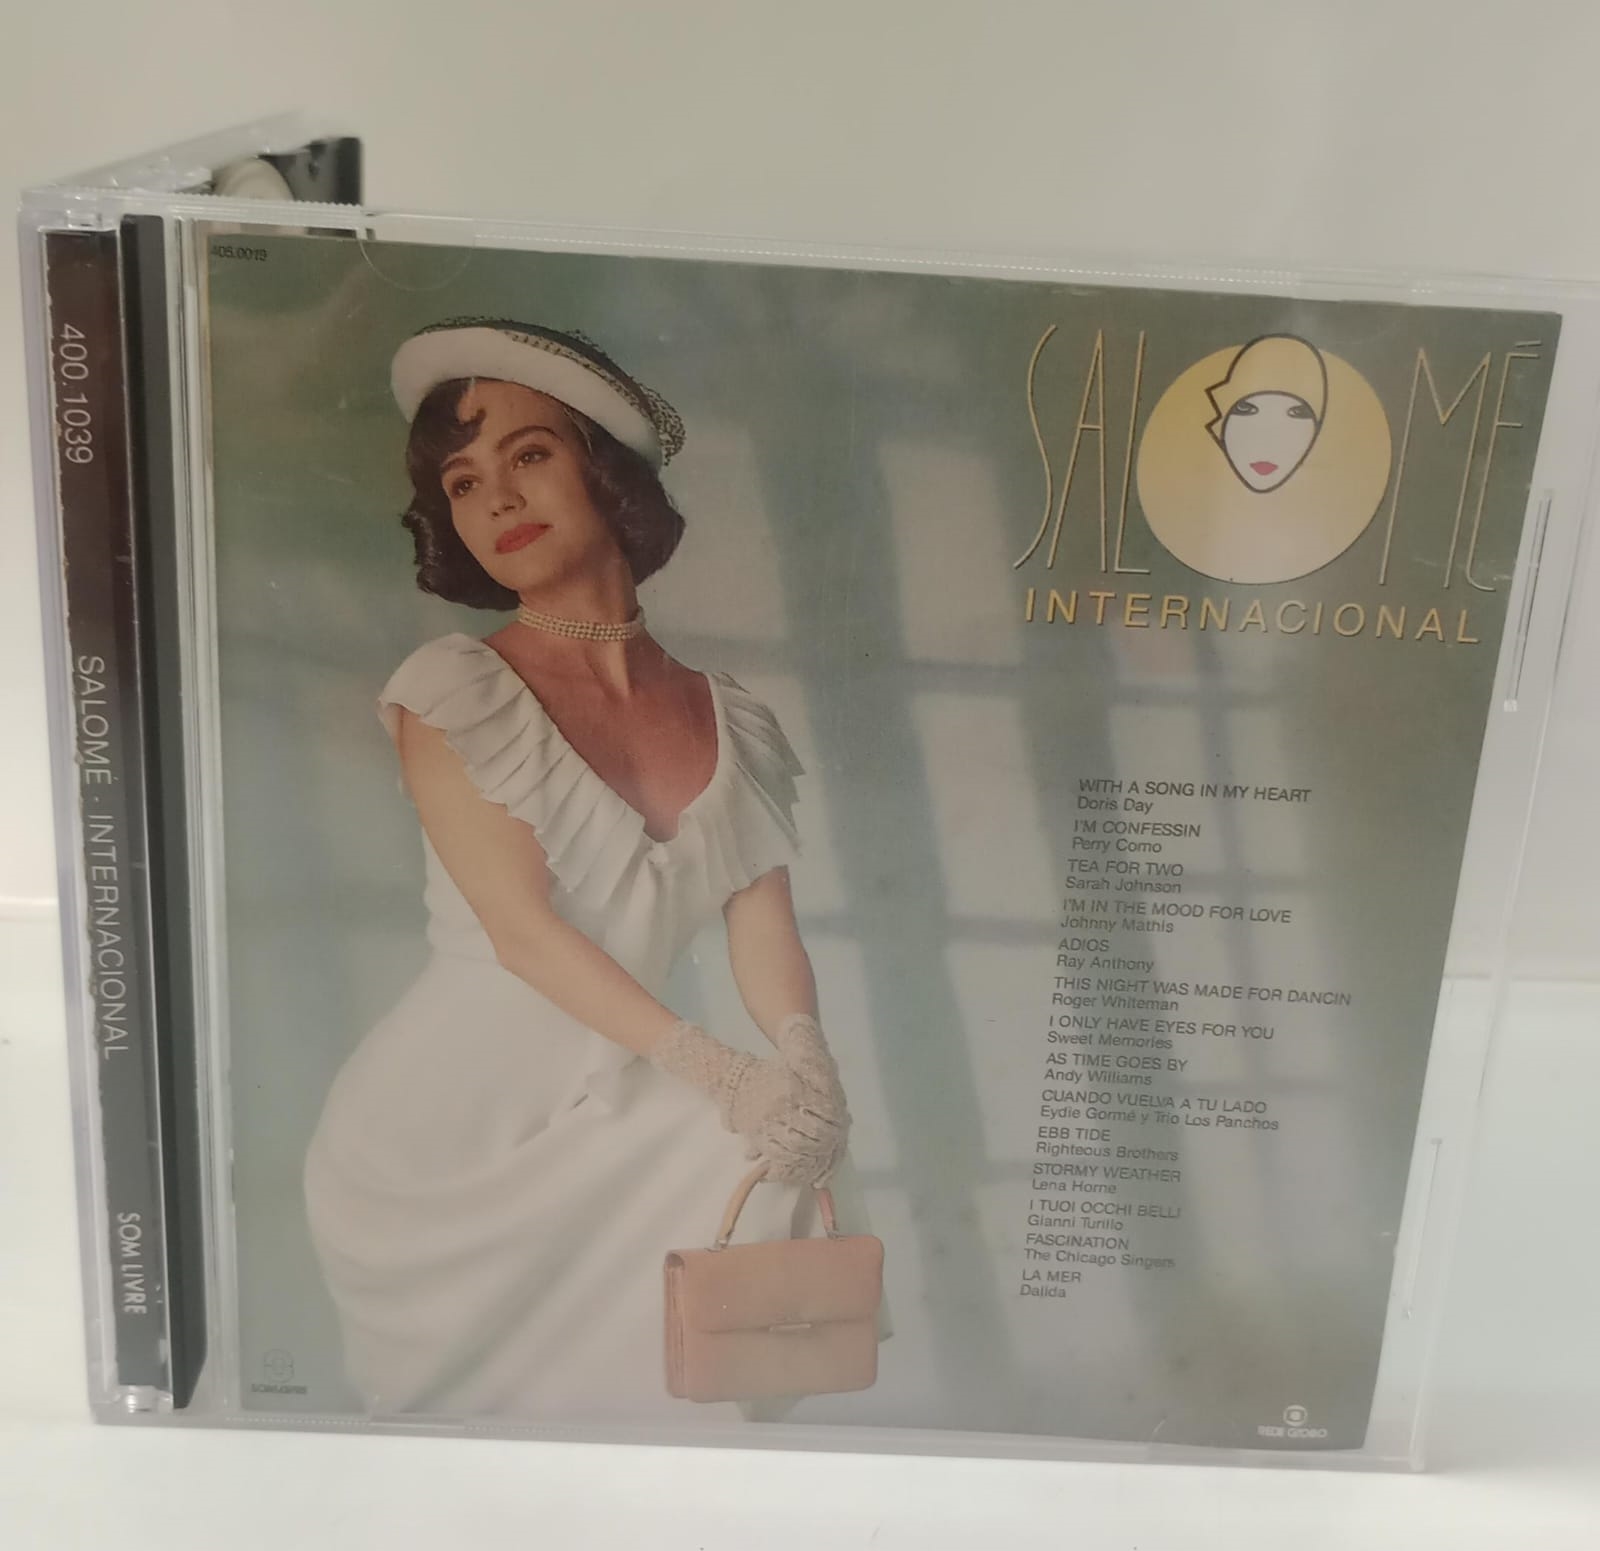 405.0019
400.1039
SALOMÉ · INTERNACIONAL
SOM LIVRE
SALOMÉ
INTERNACIONAL
WITH A SONG IN MY HEART
Doris Day
I'M CONFESSIN
Perry Como
TEA FOR TWO
Sarah Johnson
I'M IN THE MOOD FOR LOVE
Johnny Mathis
ADIOS
Ray Anthony
THIS NIGHT WAS MADE FOR DANCIN
Roger Whiteman
I ONLY HAVE EYES FOR YOU
Sweet Memories
AS TIME GOES BY
Andy Williams
CUANDO VUELVA A TU LADO
Eydie Gormé y Trio Los Panchos
EBB TIDE
Righteous Brothers
STORMY WEATHER
Lena Horne
I TUOI OCCHI BELLI
Gianni Turillo
FASCINATION
The Chicago Singers
LA MER
Dalida
SOM LIVRE
REDE GLOBO